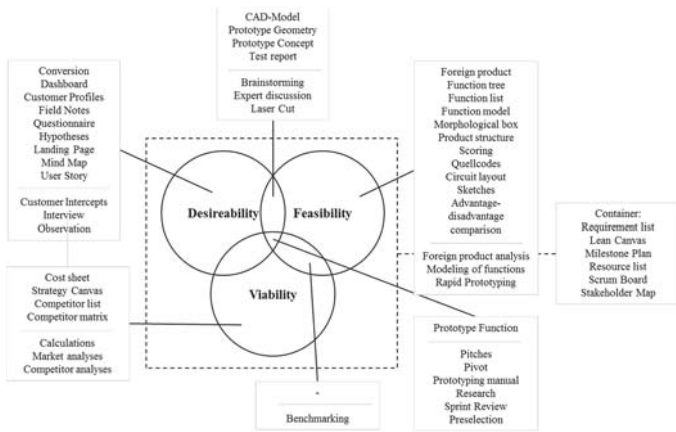 CAD-Model
Prototype Geometry
Prototype Concept
Test report
Brainstorming
Expert discussion
Laser Cut
Conversion
Dashboard
Customer Profiles
Field Notes
Questionnaire
Hypotheses
Landing Page
Mind Map
User Story
Customer Intercepts
Interview
Observation
Foreign product
Function tree
Function list
Function model
Morphological box
Product structure
Scoring
Quellcodes
Circuit layout
Sketches
Advantage-
disadvantage
comparison
Foreign product analysis
Modeling of functions
Rapid Prototyping
Desireability
Feasibility
Viability
Container:
Requirement list
Lean Canvas
Milestone Plan
Resource list
Scrum Board
Stakeholder Map
Cost sheet
Strategy Canvas
Competitor list
Competitor matrix
Calculations
Market analyses
Competitor analyses
Prototype Function
Pitches
Pivot
Prototyping manual
Research
Sprint Review
Preselection
-
Benchmarking